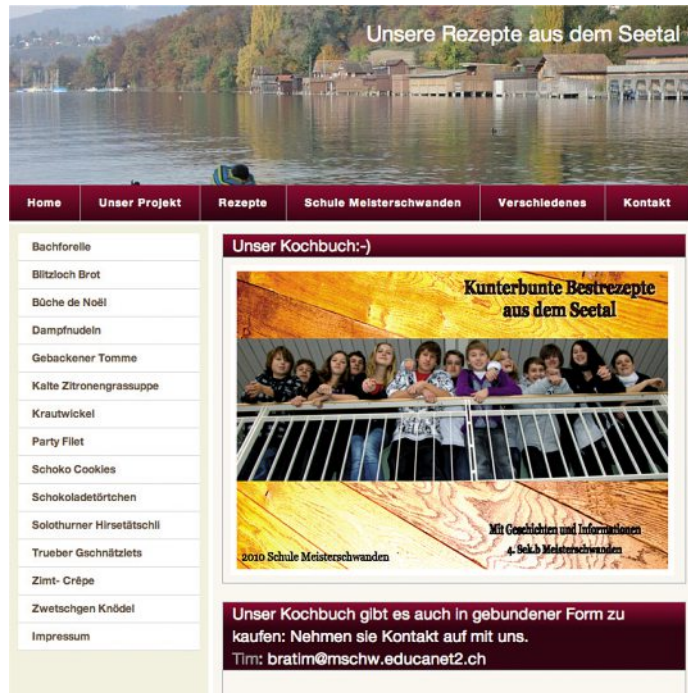 Unsere Rezepte aus dem Seetal
Home
Unser Projekt
Rezepte
Schule Meisterschwanden
Verschiedenes
Kontakt
Bachforelle
Blitzloch Brot
Bûche de Noël
Dampfnudeln
Gebackener Tomme
Kalte Zitronengrassuppe
Krautwickel
Party Filet
Schoko Cookies
Schokoladetörtchen
Solothurner Hirsetätschli
Trueber Gschnätzlets
Zimt- Crêpe
Zwetschgen Knödel
Impressum
Unser Kochbuch:-)
Kunterbunte Bestrezepte
aus dem Seetal
Mit Geschichten und Informationen
4. Sek.b Meisterschwanden
2010 Schule Meisterschwanden
Unser Kochbuch gibt es auch in gebundener Form zu
kaufen: Nehmen sie Kontakt auf mit uns.
Tim: bratim@mschw.educanet2.ch